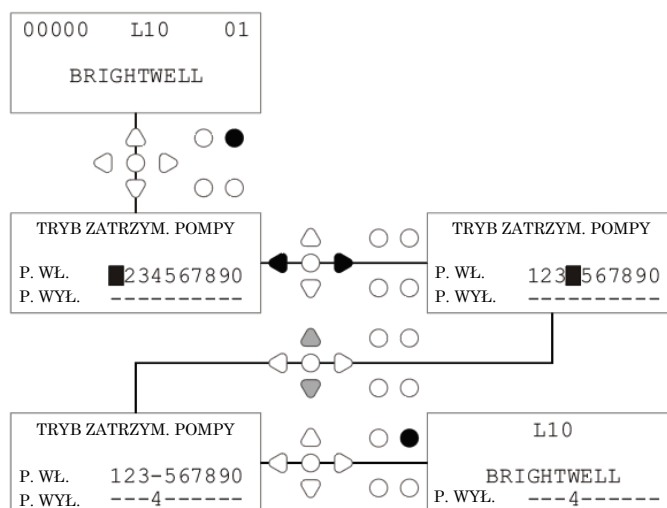 00000 L10 01
BRIGHTWELL
TRYB ZATRZYM. POMPY
P. WŁ. 234567890
P. WYŁ. ----------
TRYB ZATRZYM. POMPY
P. WŁ. 123 567890
P. WYŁ. ----------
TRYB ZATRZYM. POMPY
P. WŁ. 123-567890
P. WYŁ. ---4------
L10
BRIGHTWELL
P. WYŁ. ---4------